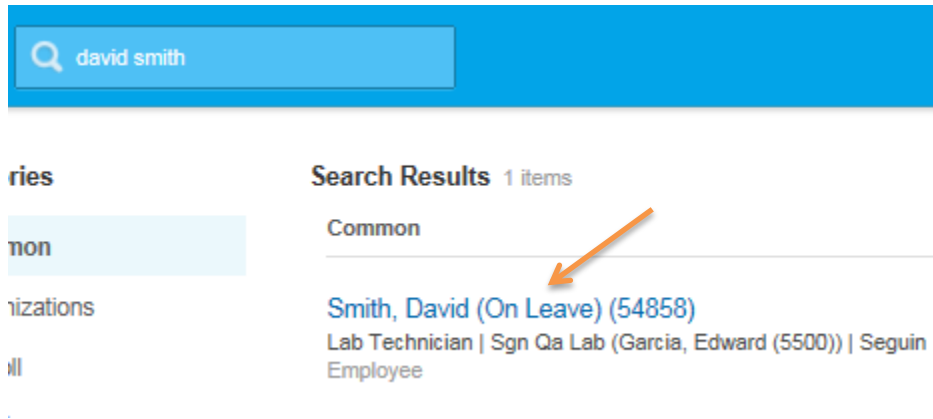 david smith
ries
Search Results 1 items
mon
Common
nizations
Smith, David (On Leave) (54858)
Lab Technician | Sgn Qa Lab (Garcia, Edward (5500)) | Seguin
Employee